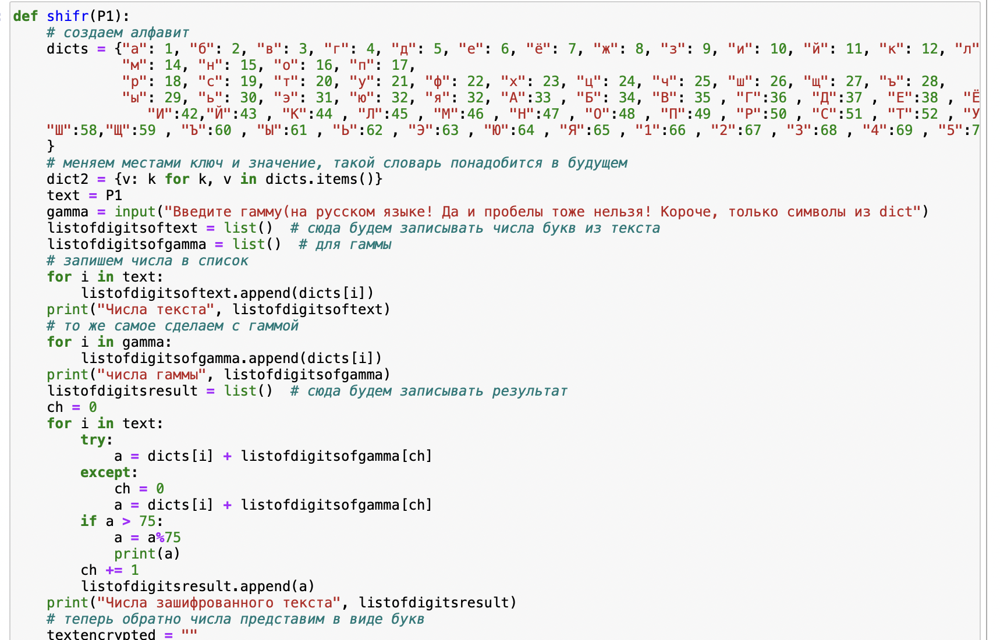 def shifr(P1):
    # создаем алфавит
    dicts = {"а": 1, "б": 2, "в": 3, "г": 4, "д": 5, "е": 6, "ё": 7, "ж": 8, "з": 9, "и": 10, "й": 11, "к": 12, "л"
             "м": 14, "н": 15, "о": 16, "п": 17,
             "р": 18, "с": 19, "т": 20, "у": 21, "ф": 22, "х": 23, "ц": 24, "ч": 25, "ш": 26, "щ": 27, "ъ": 28,
             "ы": 29, "ь": 30, "э": 31, "ю": 32, "я": 32, "А":33 , "Б": 34, "В": 35 , "Г":36 , "Д":37 , "Е":38 , "Ё
                "И":42,"Й":43 , "К":44 , "Л":45 , "М":46 , "Н":47 , "О":48 , "П":49 , "Р":50 , "С":51 , "Т":52 , "У
    "Ш":58,"Щ":59 , "Ъ":60 , "Ы":61 , "Ь":62 , "Э":63 , "Ю":64 , "Я":65 , "1":66 , "2":67 , "3":68 , "4":69 , "5":7
    }
    # меняем местами ключ и значение, такой словарь понадобится в будущем
    dict2 = {v: k for k, v in dicts.items()}
    text = P1
    gamma = input("Введите гамму(на русском языке! Да и пробелы тоже нельзя! Короче, только символы из dict")
    listofdigitsoftext = list()  # сюда будем записывать числа букв из текста
    listofdigitsofgamma = list()  # для гаммы
    # запишем числа в список
    for i in text:
        listofdigitsoftext.append(dicts[i])
    print("Числа текста", listofdigitsoftext)
    # то же самое сделаем с гаммой
    for i in gamma:
        listofdigitsofgamma.append(dicts[i])
    print("числа гаммы", listofdigitsofgamma)
    listofdigitsresult = list()  # сюда будем записывать результат
    ch = 0
    for i in text:
        try:
            a = dicts[i] + listofdigitsofgamma[ch]
        except:
            ch = 0
            a = dicts[i] + listofdigitsofgamma[ch]
        if a > 75:
            a = a%75
            print(a)
        ch += 1
        listofdigitsresult.append(a)
    print("Числа зашифрованного текста", listofdigitsresult)
    # теперь обратно числа представим в виде букв
    textencrypted = ""